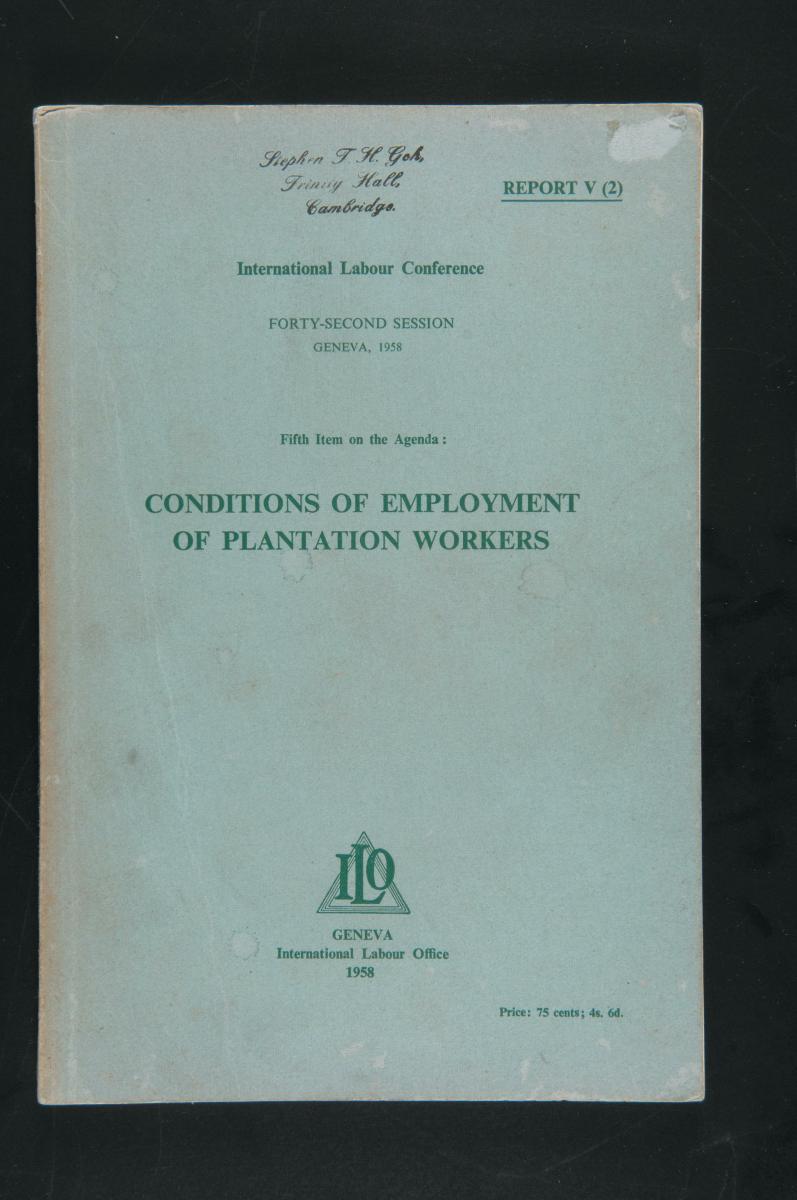 Stephen T. H. Goh,
Trinity Hall,
Cambridge.
REPORT V (2)
International Labour Conference
FORTY-SECOND SESSION
GENEVA, 1958
Fifth Item on the Agenda:
CONDITIONS OF EMPLOYMENT
OF PLANTATION WORKERS
ILO
GENEVA
International Labour Office
1958
Price: 75 cents; 4s. 6d.